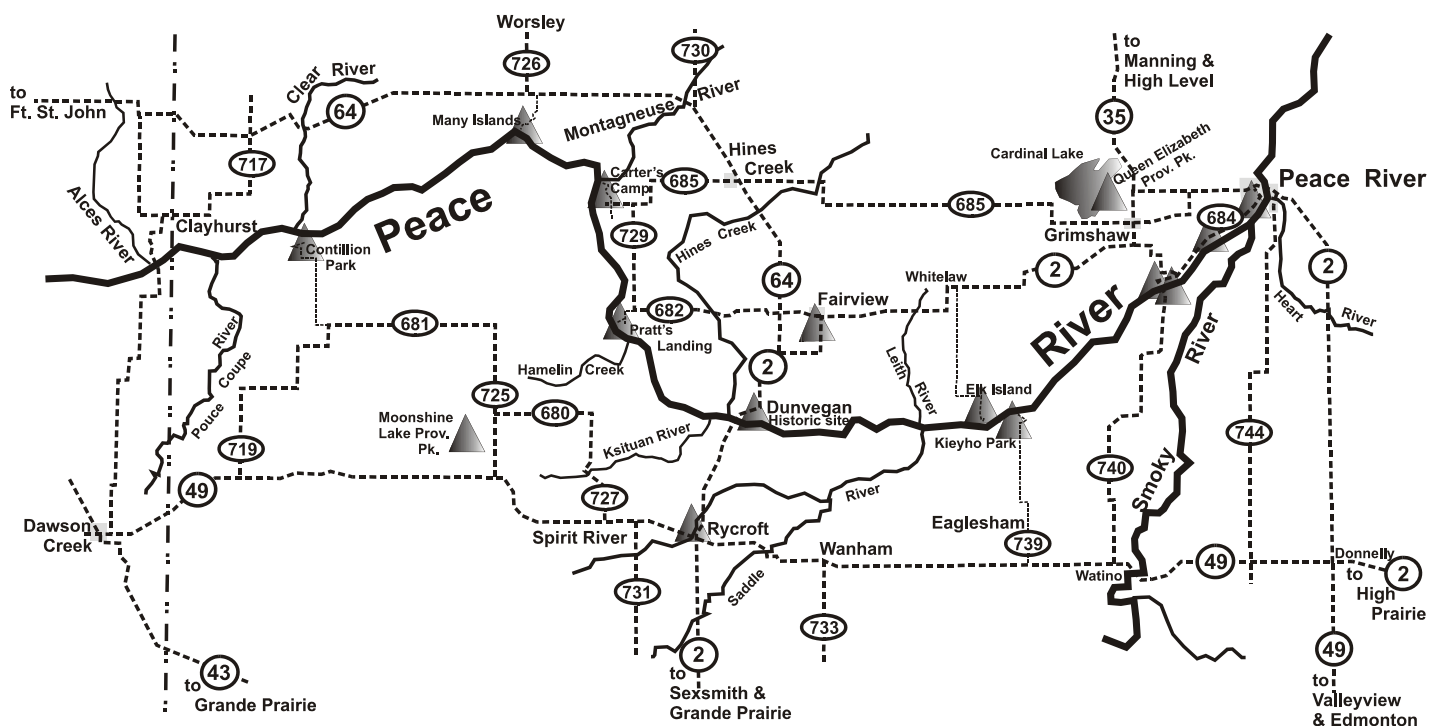 Worsley
726
730
to
Manning &
High Level
to
Ft. St. John
Clear River
64
Many Islands
Montagneuse River
35
717
Hines
Creek
Cardinal Lake
Queen Elizabeth
Prov. Pk.
Carter's
Camp
685
Peace River
Alces River
Clayhurst
Peace
685
684
Grimshaw
Contillion
Park
729
Hines Creek
64
Whitelaw
2
2
River
Heart River
681
682
Fairview
Pratt's
Landing
Pouce Coupe River
Hamelin Creek
2
Leith River
River
725
Elk Island
Moonshine
Lake Prov.
Pk.
680
Dunvegan
Historic site
Kieyho Park
719
Ksituan River
744
740
Smoky
49
727
River
Dawson
Creek
Spirit River
Rycroft
Eaglesham
739
Wanham
Donnelly
49
2
to
High
Prairie
Watino
731
Saddle
733
43
to
Grande Prairie
2
to
Sexsmith &
Grande Prairie
49
to
Valleyview
& Edmonton